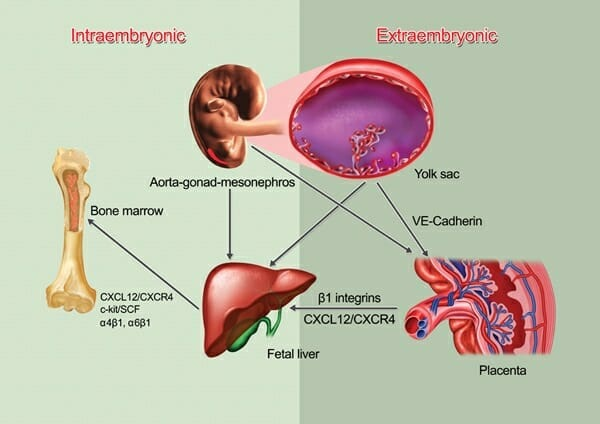 Intraembryonic
Extraembryonic
Aorta-gonad-mesonephros
Yolk sac
Bone marrow
VE-Cadherin
CXCL12/CXCR4
c-kit/SCF
α4β1, α6β1
β1 integrins
CXCL12/CXCR4
Fetal liver
Placenta